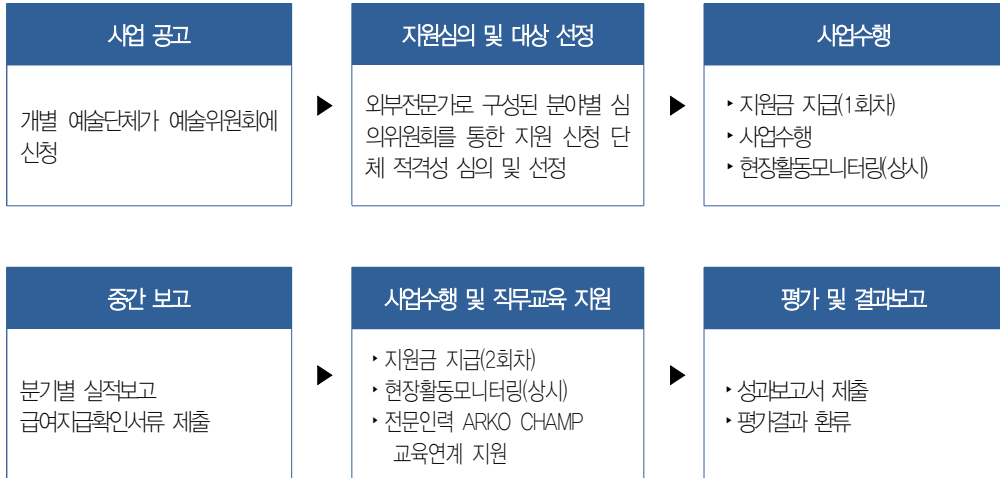 사업 공고
개별 예술단체가 예술위원회에
신청
▶
지원심의 및 대상 선정
외부전문가로 구성된 분야별 심
의위원회를 통한 지원 신청 단
체 적격성 심의 및 선정
▶
사업수행
‣지원금 지급(1회차)
‣사업수행
‣현장활동모니터링(상시)
중간 보고
분기별 실적보고
급여지급확인서류 제출
▶
사업수행 및 직무교육 지원
‣지원금 지급(2회차)
‣현장활동모니터링(상시)
‣전문인력 ARKO CHAMP
교육연계 지원
▶
평가 및 결과보고
‣성과보고서 제출
‣평가결과 환류